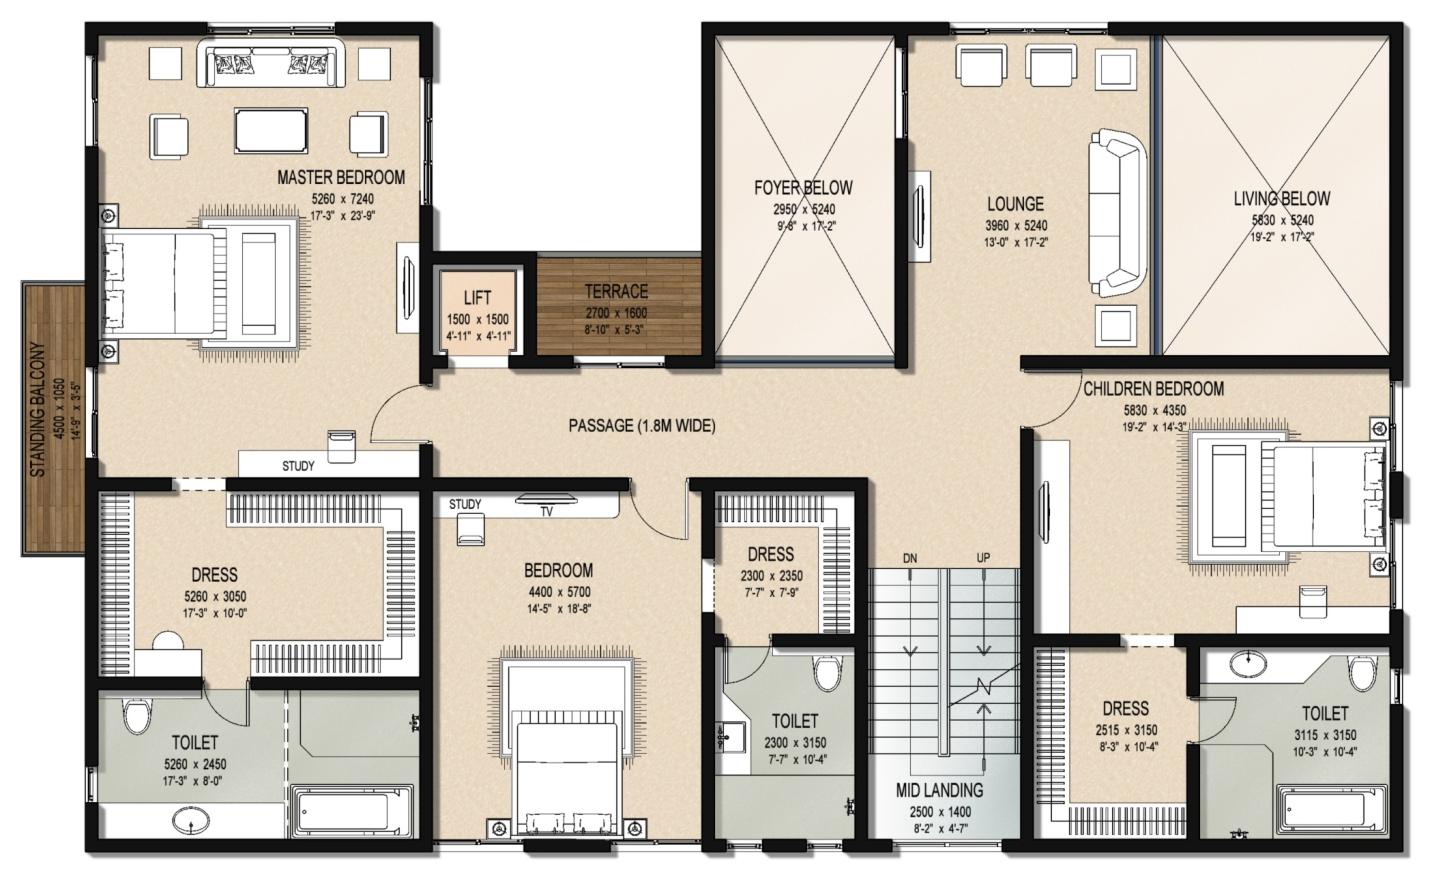 MASTER BEDROOM
5260 x 7240
17'-3" x 23'-9"
FOYER BELOW
2950 x 5240
9'-8" x 17'-2"
LOUNGE
3960 x 5240
13'-0" x 17'-2"
LIVING BELOW
5830 x 5240
19'-2" x 17'-2"
LIFT
1500 x 1500
4'-11" x 4'-11"
TERRACE
2700 x 1600
8'-10" x 5'-3"
STANDING BALCONY
4500 x 1050
14'-9" x 3'-5"
PASSAGE (1.8M WIDE)
CHILDREN BEDROOM
5830 x 4350
19'-2" x 14'-3"
STUDY
STUDY
TV
DRESS
5260 x 3050
17'-3" x 10'-0"
BEDROOM
4400 x 5700
14'-5" x 18'-8"
DRESS
2300 x 2350
7'-7" x 7'-9"
DN
UP
TOILET
5260 x 2450
17'-3" x 8'-0"
TOILET
2300 x 3150
7'-7" x 10'-4"
MID LANDING
2500 x 1400
8'-2" x 4'-7"
DRESS
2515 x 3150
8'-3" x 10'-4"
TOILET
3115 x 3150
10'-3" x 10'-4"